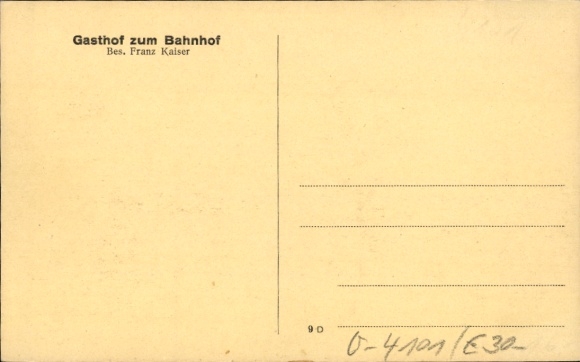 Gasthof zum Bahnhof
Bes. Franz Kaiser
9 D
0-4101/€30-